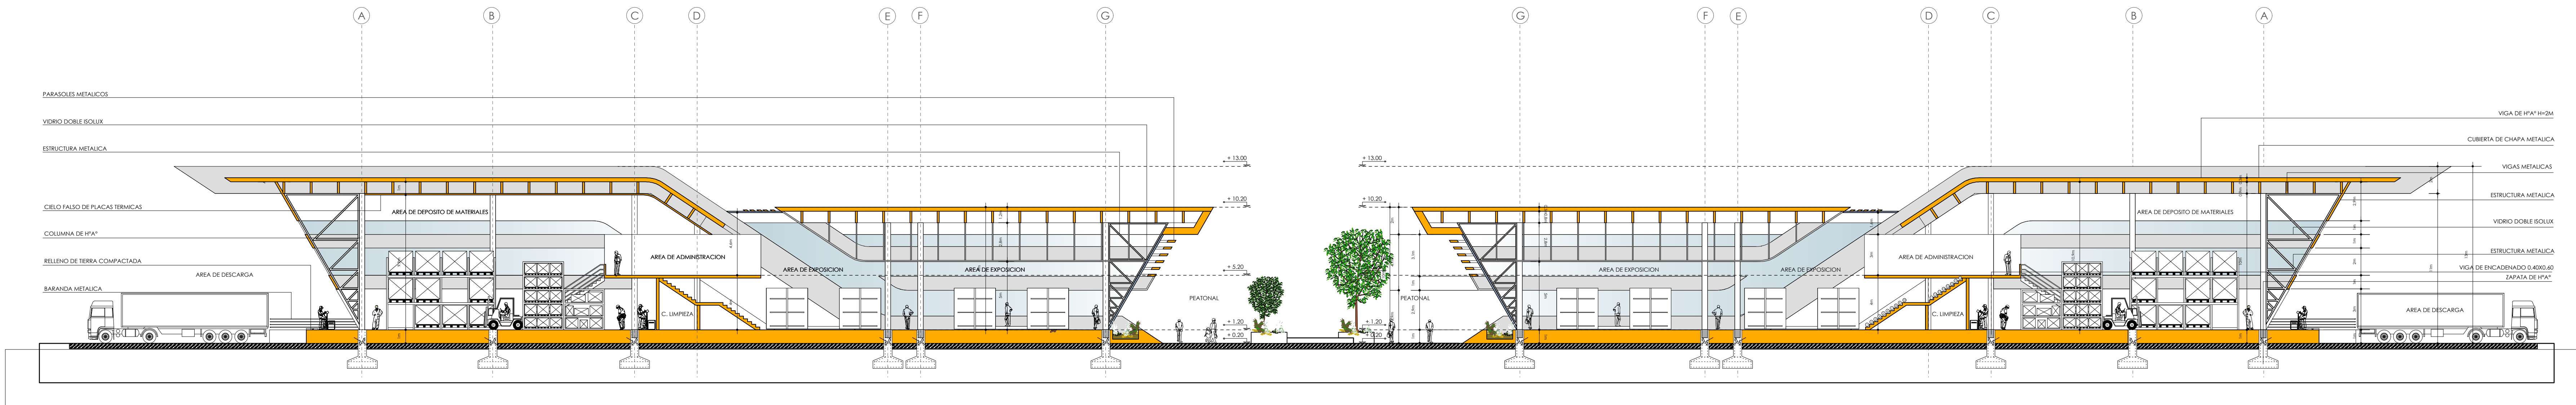 A B C D E F G G F E D C B A
PARASOLES METALICOS
VIDRIO DOBLE ISOLUX
ESTRUCTURA METALICA
CIELO FALSO DE PLACAS TERMICAS
COLUMNA DE HºAº
RELLENO DE TIERRA COMPACTADA
BARANDA METALICA
AREA DE DESCARGA
AREA DE DEPOSITO DE MATERIALES
AREA DE ADMINISTRACION
C. LIMPIEZA
AREA DE EXPOSICION
AREA DE EXPOSICION
PEATONAL
+ 13.00
+ 10.20
+ 5.20
+ 1.20
+ 0.20
+ 13.00
+ 10.20
+ 5.20
+ 1.20
+ 0.20
PEATONAL
AREA DE EXPOSICION
AREA DE EXPOSICION
AREA DE ADMINISTRACION
C. LIMPIEZA
AREA DE DEPOSITO DE MATERIALES
AREA DE DESCARGA
VIGA DE HºAº H=2M
CUBIERTA DE CHAPA METALICA
VIGAS METALICAS
ESTRUCTURA METALICA
VIDRIO DOBLE ISOLUX
ESTRUCTURA METALICA
VIGA DE ENCADENADO 0.40X0.60
ZAPATA DE HºAº